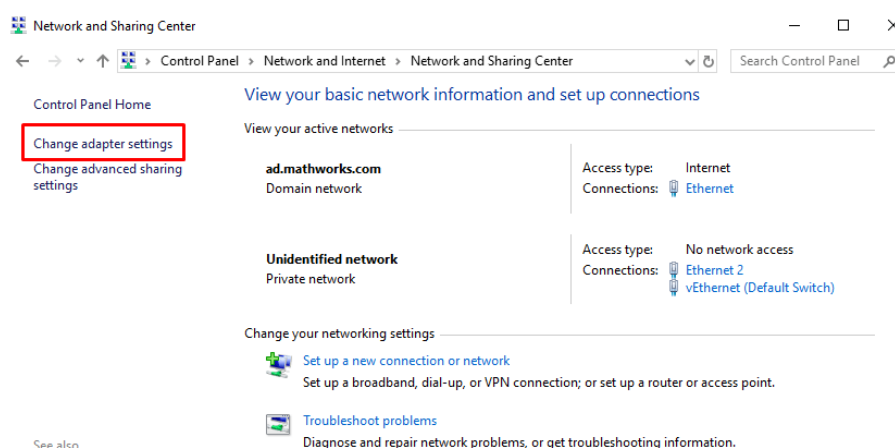 Network and Sharing Center
Control Panel > Network and Internet > Network and Sharing Center
Search Control Panel
Control Panel Home
Change adapter settings
Change advanced sharing
settings
View your basic network information and set up connections
View your active networks
ad.mathworks.com
Domain network
Access type: Internet
Connections: Ethernet
Unidentified network
Private network
Access type: No network access
Connections: Ethernet 2
vEthernet (Default Switch)
Change your networking settings
Set up a new connection or network
Set up a broadband, dial-up, or VPN connection; or set up a router or access point.
Troubleshoot problems
Diagnose and repair network problems, or get troubleshooting information.
See also